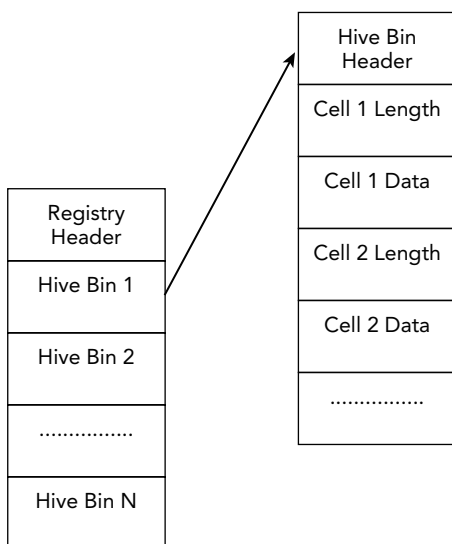 Registry
Header
Hive Bin 1
Hive Bin 2
................
Hive Bin N
Hive Bin
Header
Cell 1 Length
Cell 1 Data
Cell 2 Length
Cell 2 Data
................